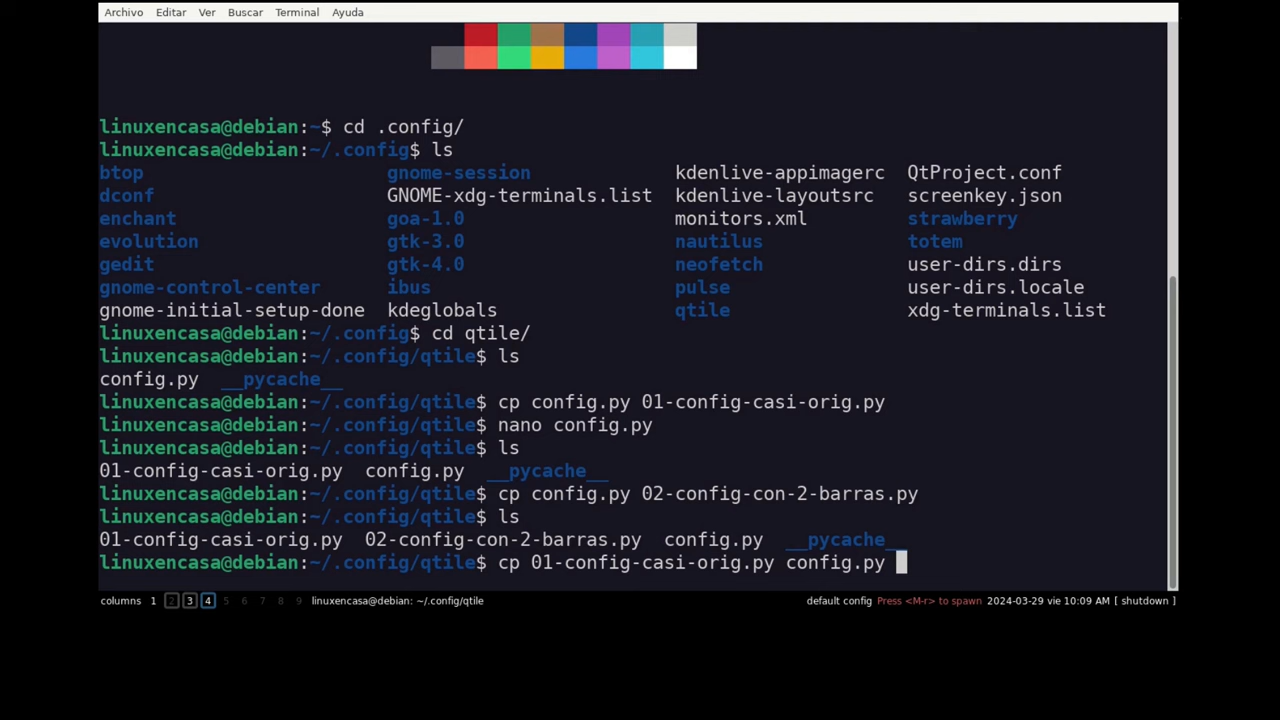 Archivo Editar Ver Buscar Terminal Ayuda
linuxencasa@debian:~$ cd .config/
linuxencasa@debian:~/.config$ ls
btop gnome-session kdenlive-appimagerc QtProject.conf
dconf GNOME-xdg-terminals.list kdenlive-layoutsrc screenkey.json
enchant goa-1.0 monitors.xml strawberry
evolution gtk-3.0 nautilus totem
gedit gtk-4.0 neofetch user-dirs.dirs
gnome-control-center ibus pulse user-dirs.locale
gnome-initial-setup-done kdeglobals qtile xdg-terminals.list
linuxencasa@debian:~/.config$ cd qtile/
linuxencasa@debian:~/.config/qtile$ ls
config.py __pycache__
linuxencasa@debian:~/.config/qtile$ cp config.py 01-config-casi-orig.py
linuxencasa@debian:~/.config/qtile$ nano config.py
linuxencasa@debian:~/.config/qtile$ ls
01-config-casi-orig.py config.py __pycache__
linuxencasa@debian:~/.config/qtile$ cp config.py 02-config-con-2-barras.py
linuxencasa@debian:~/.config/qtile$ ls
01-config-casi-orig.py 02-config-con-2-barras.py config.py __pycache__
linuxencasa@debian:~/.config/qtile$ cp 01-config-casi-orig.py config.py
columns 1 2 3 4 5 6 7 8 9 linuxencasa@debian: ~/.config/qtile default config Press <M-r> to spawn 2024-03-29 vie 10:09 AM [ shutdown ]